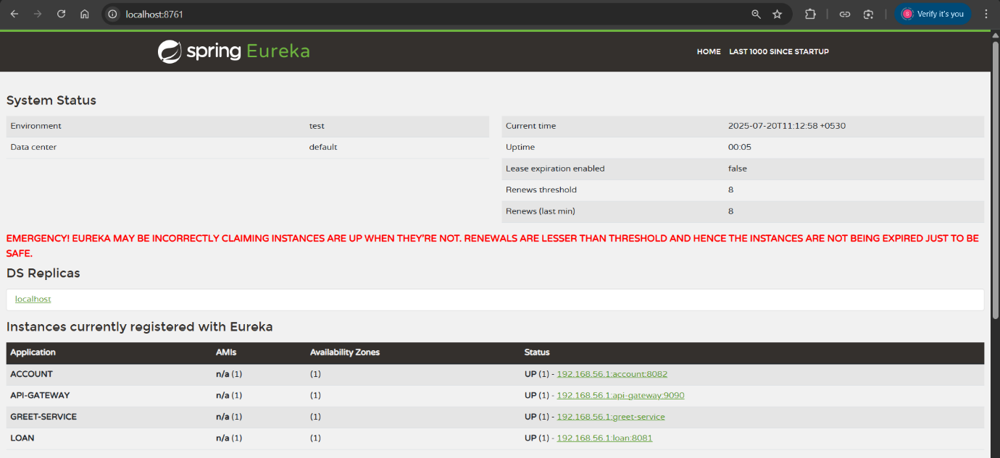 localhost:8761
Verify it's you
S
spring Eureka
HOME LAST 1000 SINCE STARTUP
System Status
Environment test
Data center default
Current time 2025-07-20T11:12:58 +0530
Uptime 00:05
Lease expiration enabled false
Renews threshold 8
Renews (last min) 8
EMERGENCY! EUREKA MAY BE INCORRECTLY CLAIMING INSTANCES ARE UP WHEN THEY'RE NOT. RENEWALS ARE LESSER THAN THRESHOLD AND HENCE THE INSTANCES ARE NOT BEING EXPIRED JUST TO BE
SAFE.
DS Replicas
localhost
Instances currently registered with Eureka
Application AMIs Availability Zones Status
ACCOUNT n/a (1) (1) UP (1) - 192.168.56.1:account:8082
API-GATEWAY n/a (1) (1) UP (1) - 192.168.56.1:api-gateway:9090
GREET-SERVICE n/a (1) (1) UP (1) - 192.168.56.1:greet-service
LOAN n/a (1) (1) UP (1) - 192.168.56.1:loan:8081